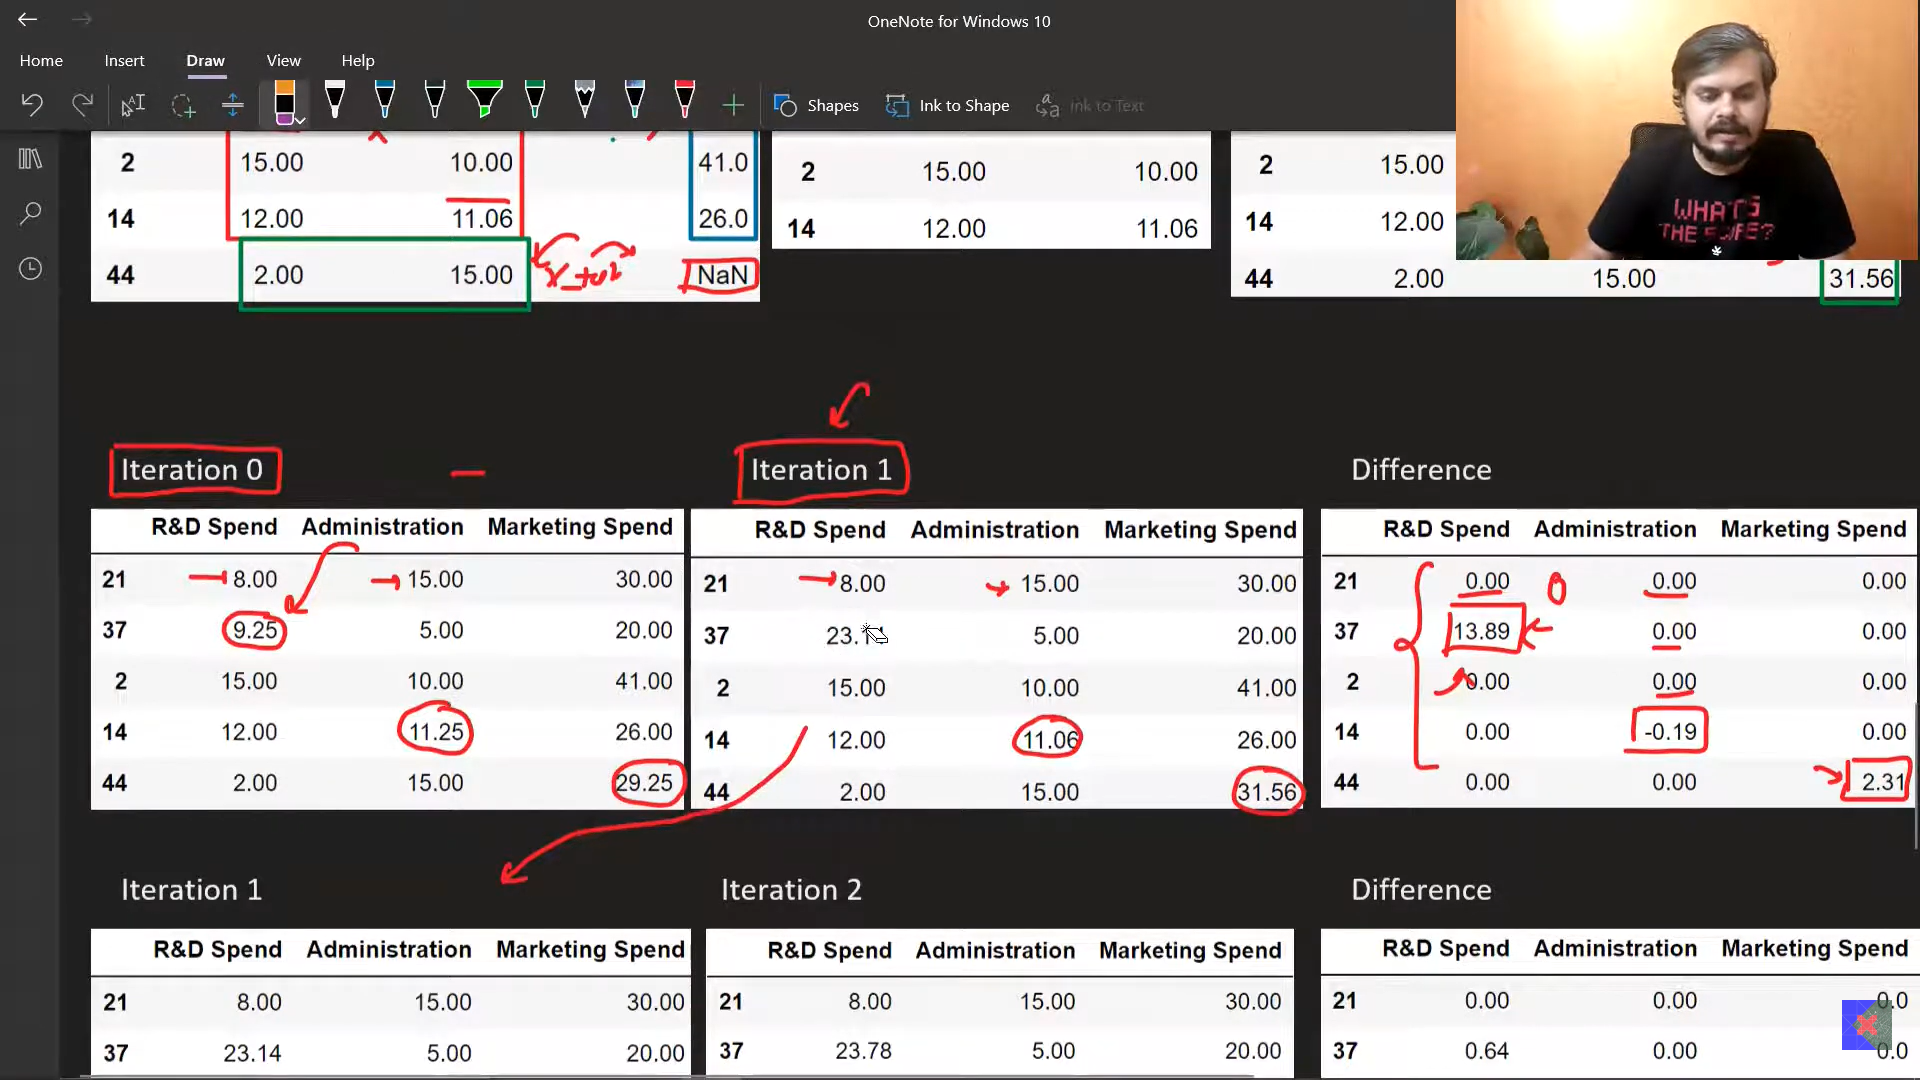 OneNote for Windows 10
Home Insert Draw View Help
Shapes Ink to Shape Ink to Text
2 15.00 10.00 41.0
14 12.00 11.06 26.0
44 2.00 15.00 NaN
2 15.00 10.00
14 12.00 11.06
2 15.00
14 12.00
44 2.00 15.00 31.56
WHAT'S
Iteration 0
R&D Spend Administration Marketing Spend
21 8.00 15.00 30.00
37 9.25 5.00 20.00
2 15.00 10.00 41.00
14 12.00 11.25 26.00
44 2.00 15.00 29.25
Iteration 1
R&D Spend Administration Marketing Spend
21 8.00 15.00 30.00
37 5.00 20.00
2 15.00 10.00 41.00
14 12.00 11.06 26.00
44 2.00 15.00 31.56
Difference
R&D Spend Administration Marketing Spend
21 0.00 0.00 0.00
0
37 13.89 0.00 0.00
2 0.00 0.00 0.00
14 0.00 -0.19 0.00
44 0.00 0.00 2.31
Iteration 1
R&D Spend Administration Marketing Spend
21 8.00 15.00 30.00
37 23.14 5.00 20.00
Iteration 2
R&D Spend Administration Marketing Spend
21 8.00 15.00 30.00
37 23.78 5.00 20.00
Difference
R&D Spend Administration Marketing Spend
21 0.00 0.00 0.0
37 0.64 0.00 0.0